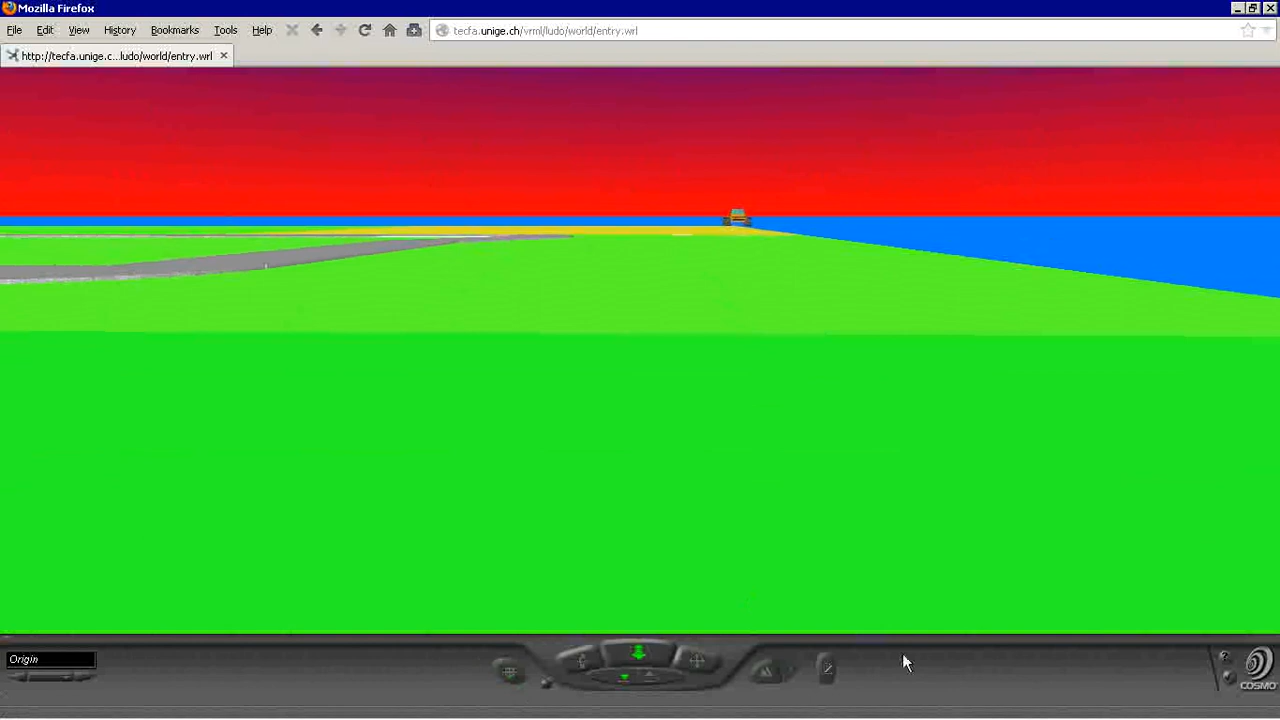 Mozilla Firefox
File Edit View History Bookmarks Tools Help
tecfa.unige.ch/vrml/ludo/world/entry.wrl
http://tecfa.unige.c...ludo/world/entry.wrl
Origin
?
COSMO